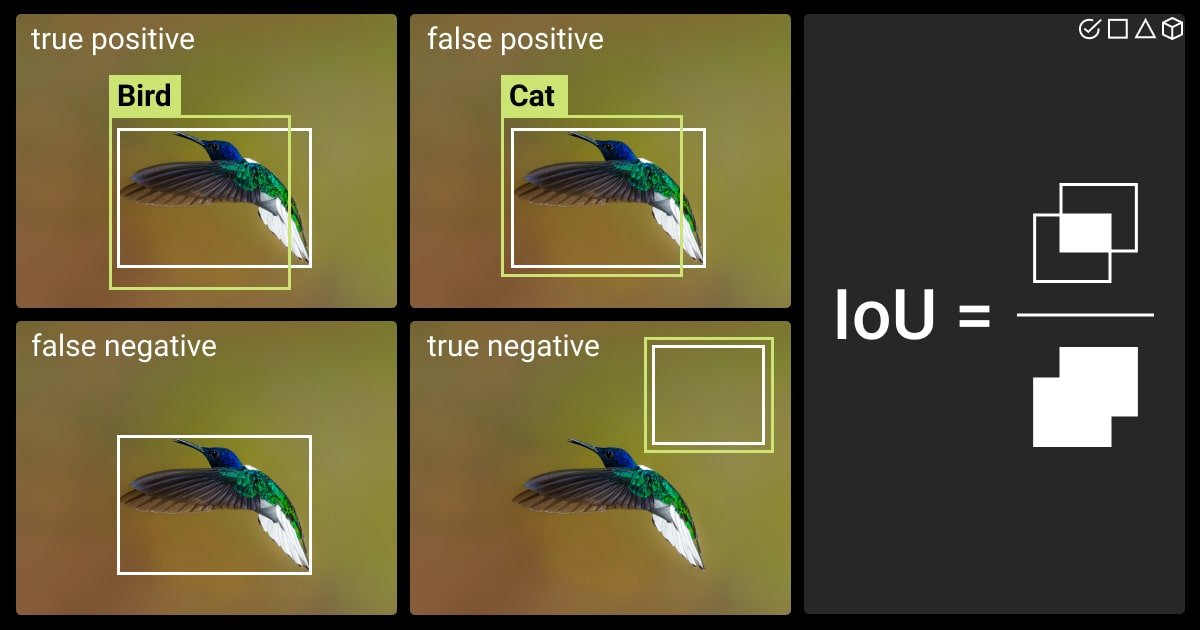 true positive
Bird
false positive
Cat
false negative
true negative
IoU =